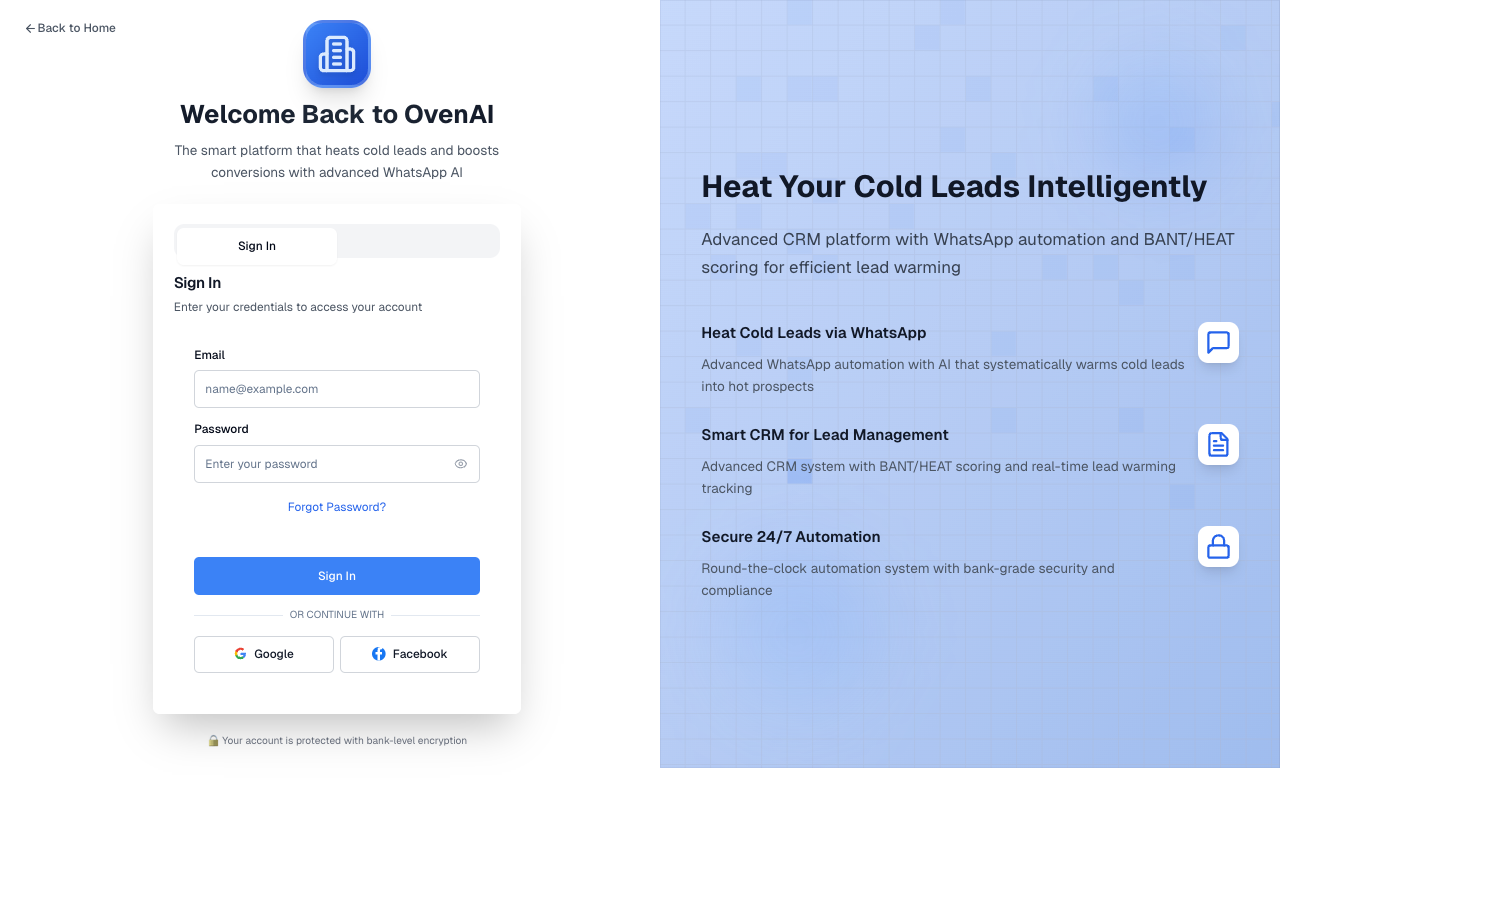 Back to Home
Welcome Back to OvenAI
The smart platform that heats cold leads and boosts
conversions with advanced WhatsApp AI
Sign In
Sign In
Enter your credentials to access your account
Email
name@example.com
Password
Enter your password
Forgot Password?
Sign In
OR CONTINUE WITH
Google
Facebook
Your account is protected with bank-level encryption
Heat Your Cold Leads Intelligently
Advanced CRM platform with WhatsApp automation and BANT/HEAT
scoring for efficient lead warming
Heat Cold Leads via WhatsApp
Advanced WhatsApp automation with AI that systematically warms cold leads
into hot prospects
Smart CRM for Lead Management
Advanced CRM system with BANT/HEAT scoring and real-time lead warming
tracking
Secure 24/7 Automation
Round-the-clock automation system with bank-grade security and
compliance